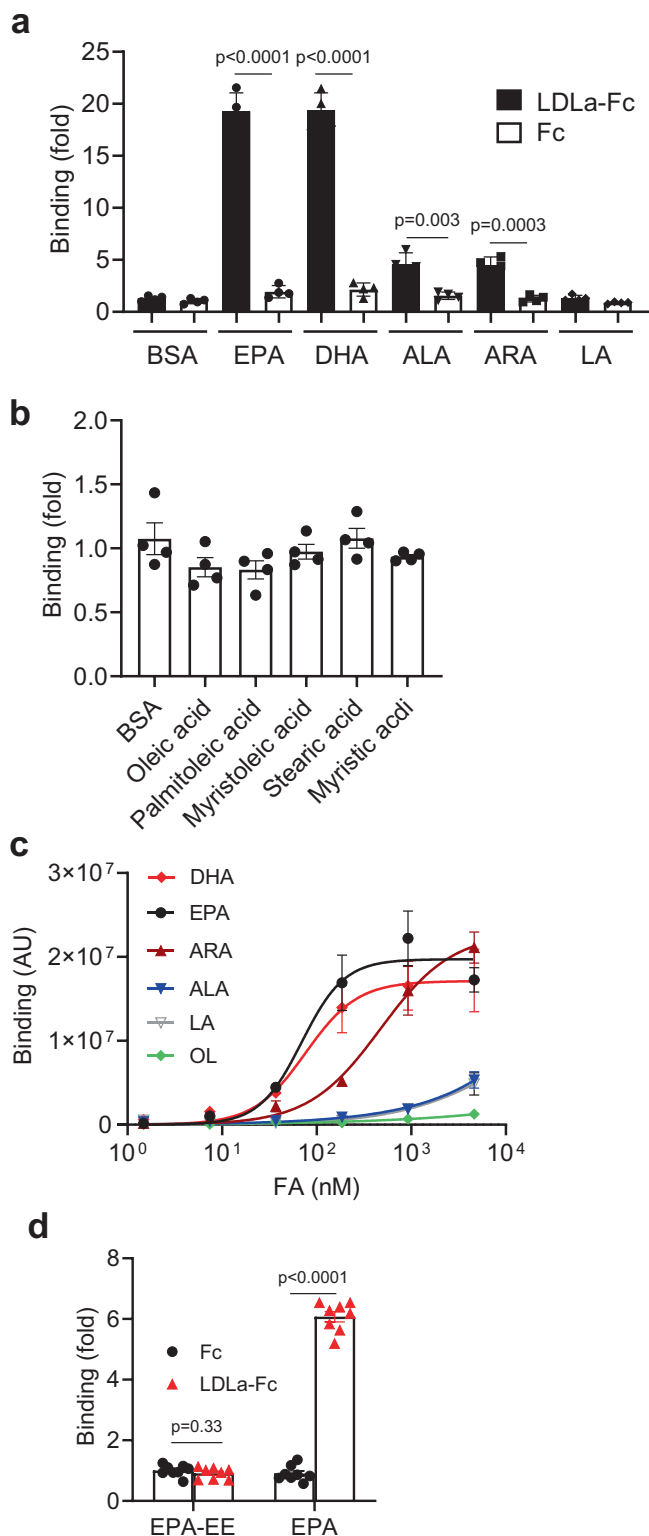 a
p<0.0001 p<0.0001
25
20
15
10
5
0
Binding (fold)
LDLa-Fc
Fc
p=0.003
p=0.0003
BSA EPA DHA ALA ARA LA
b
2.0
1.5
1.0
0.5
0.0
Binding (fold)
BSA
Oleic acid
Palmitoleic acid
Myristoleic acid
Stearic acid
Myristic acdi
c
3×10⁷
2×10⁷
1×10⁷
0
Binding (AU)
DHA
EPA
ARA
ALA
LA
OL
10⁰ 10¹ 10² 10³ 10⁴
FA (nM)
d
8
6
4
2
0
Binding (fold)
p<0.0001
Fc
LDLa-Fc
p=0.33
EPA-EE EPA